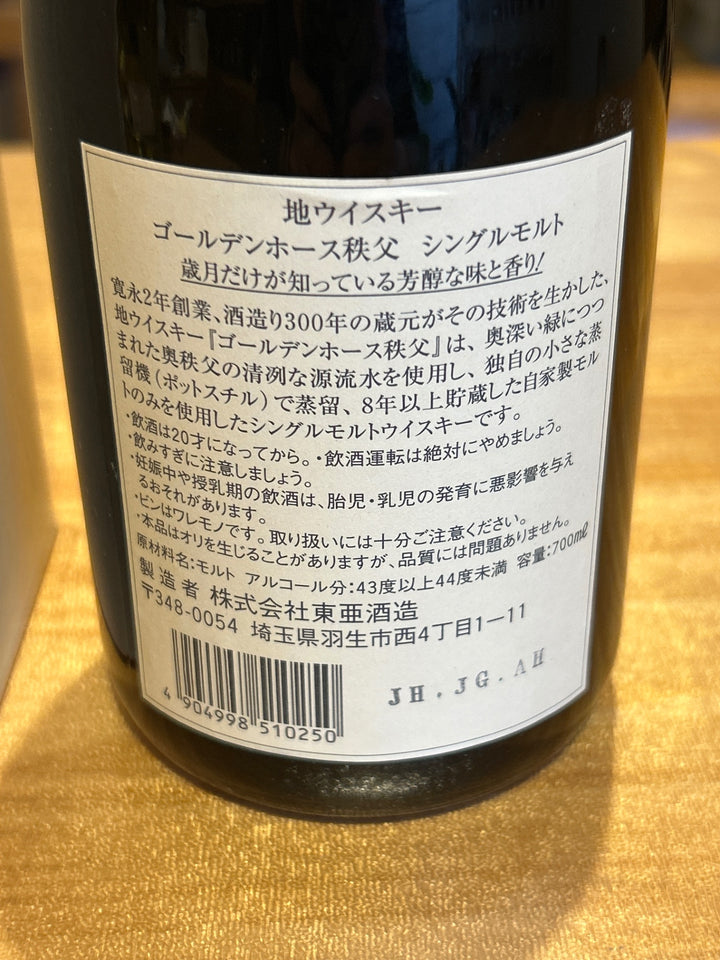 地ウイスキー
ゴールデンホース秩父 シングルモルト
歳月だけが知っている芳醇な味と香り!
寛永2年創業、酒造り300年の蔵元がその技術を生かした、
地ウイスキー『ゴールデンホース秩父』は、奥深い緑につつ
まれた奥秩父の清冽な源流水を使用し、独自の小さな蒸
留機(ポットスチル)で蒸留、8年以上貯蔵した自家製モル
トのみを使用したシングルモルトウイスキーです。
・飲酒は20才になってから。・飲酒運転は絶対にやめましょう。
・飲みすぎに注意しましょう。
・妊娠中や授乳期の飲酒は、胎児・乳児の発育に悪影響を与え
るおそれがあります。
・ビンはワレモノです。取り扱いには十分ご注意ください。
・本品はオリを生じることがありますが、品質には問題ありません。
原材料名:モルト アルコール分:43度以上44度未満 容量:700㎖
製造者 株式会社東亜酒造
〒348-0054 埼玉県羽生市西4丁目1-11
4 904998 510250
JH.JG.AH